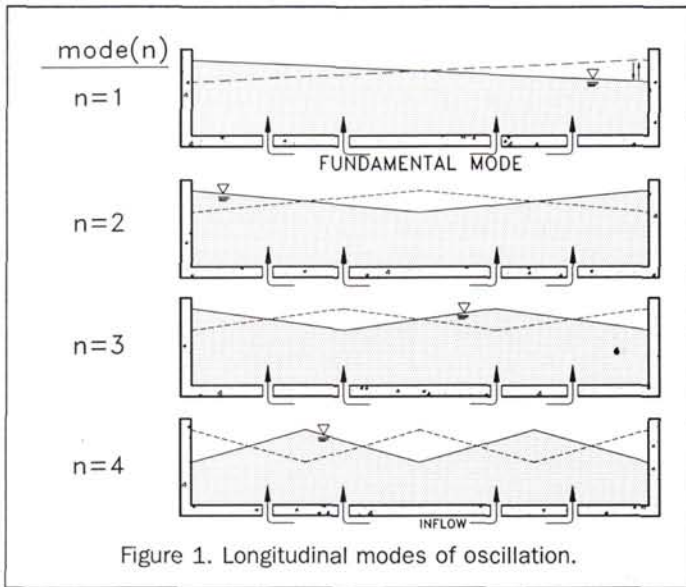 mode(n)
n=1
FUNDAMENTAL MODE
n=2
n=3
n=4
INFLOW
Figure 1. Longitudinal modes of oscillation.